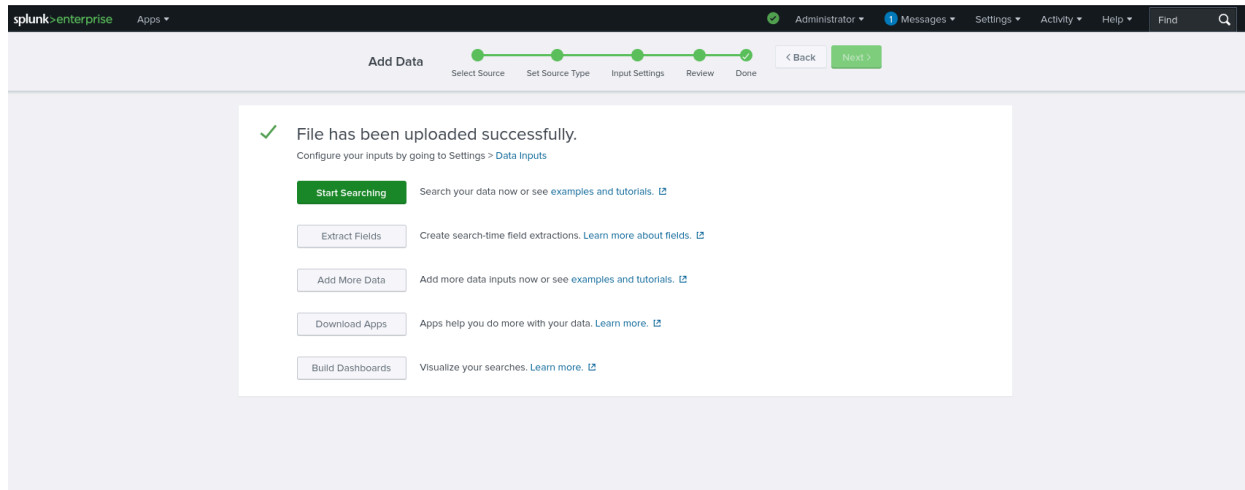 splunk>enterprise Apps Administrator 1 Messages Settings Activity Help Find
Add Data
Select Source Set Source Type Input Settings Review Done
< Back Next >
File has been uploaded successfully.
Configure your inputs by going to Settings > Data Inputs
Start Searching Search your data now or see examples and tutorials.
Extract Fields Create search-time field extractions. Learn more about fields.
Add More Data Add more data inputs now or see examples and tutorials.
Download Apps Apps help you do more with your data. Learn more.
Build Dashboards Visualize your searches. Learn more.